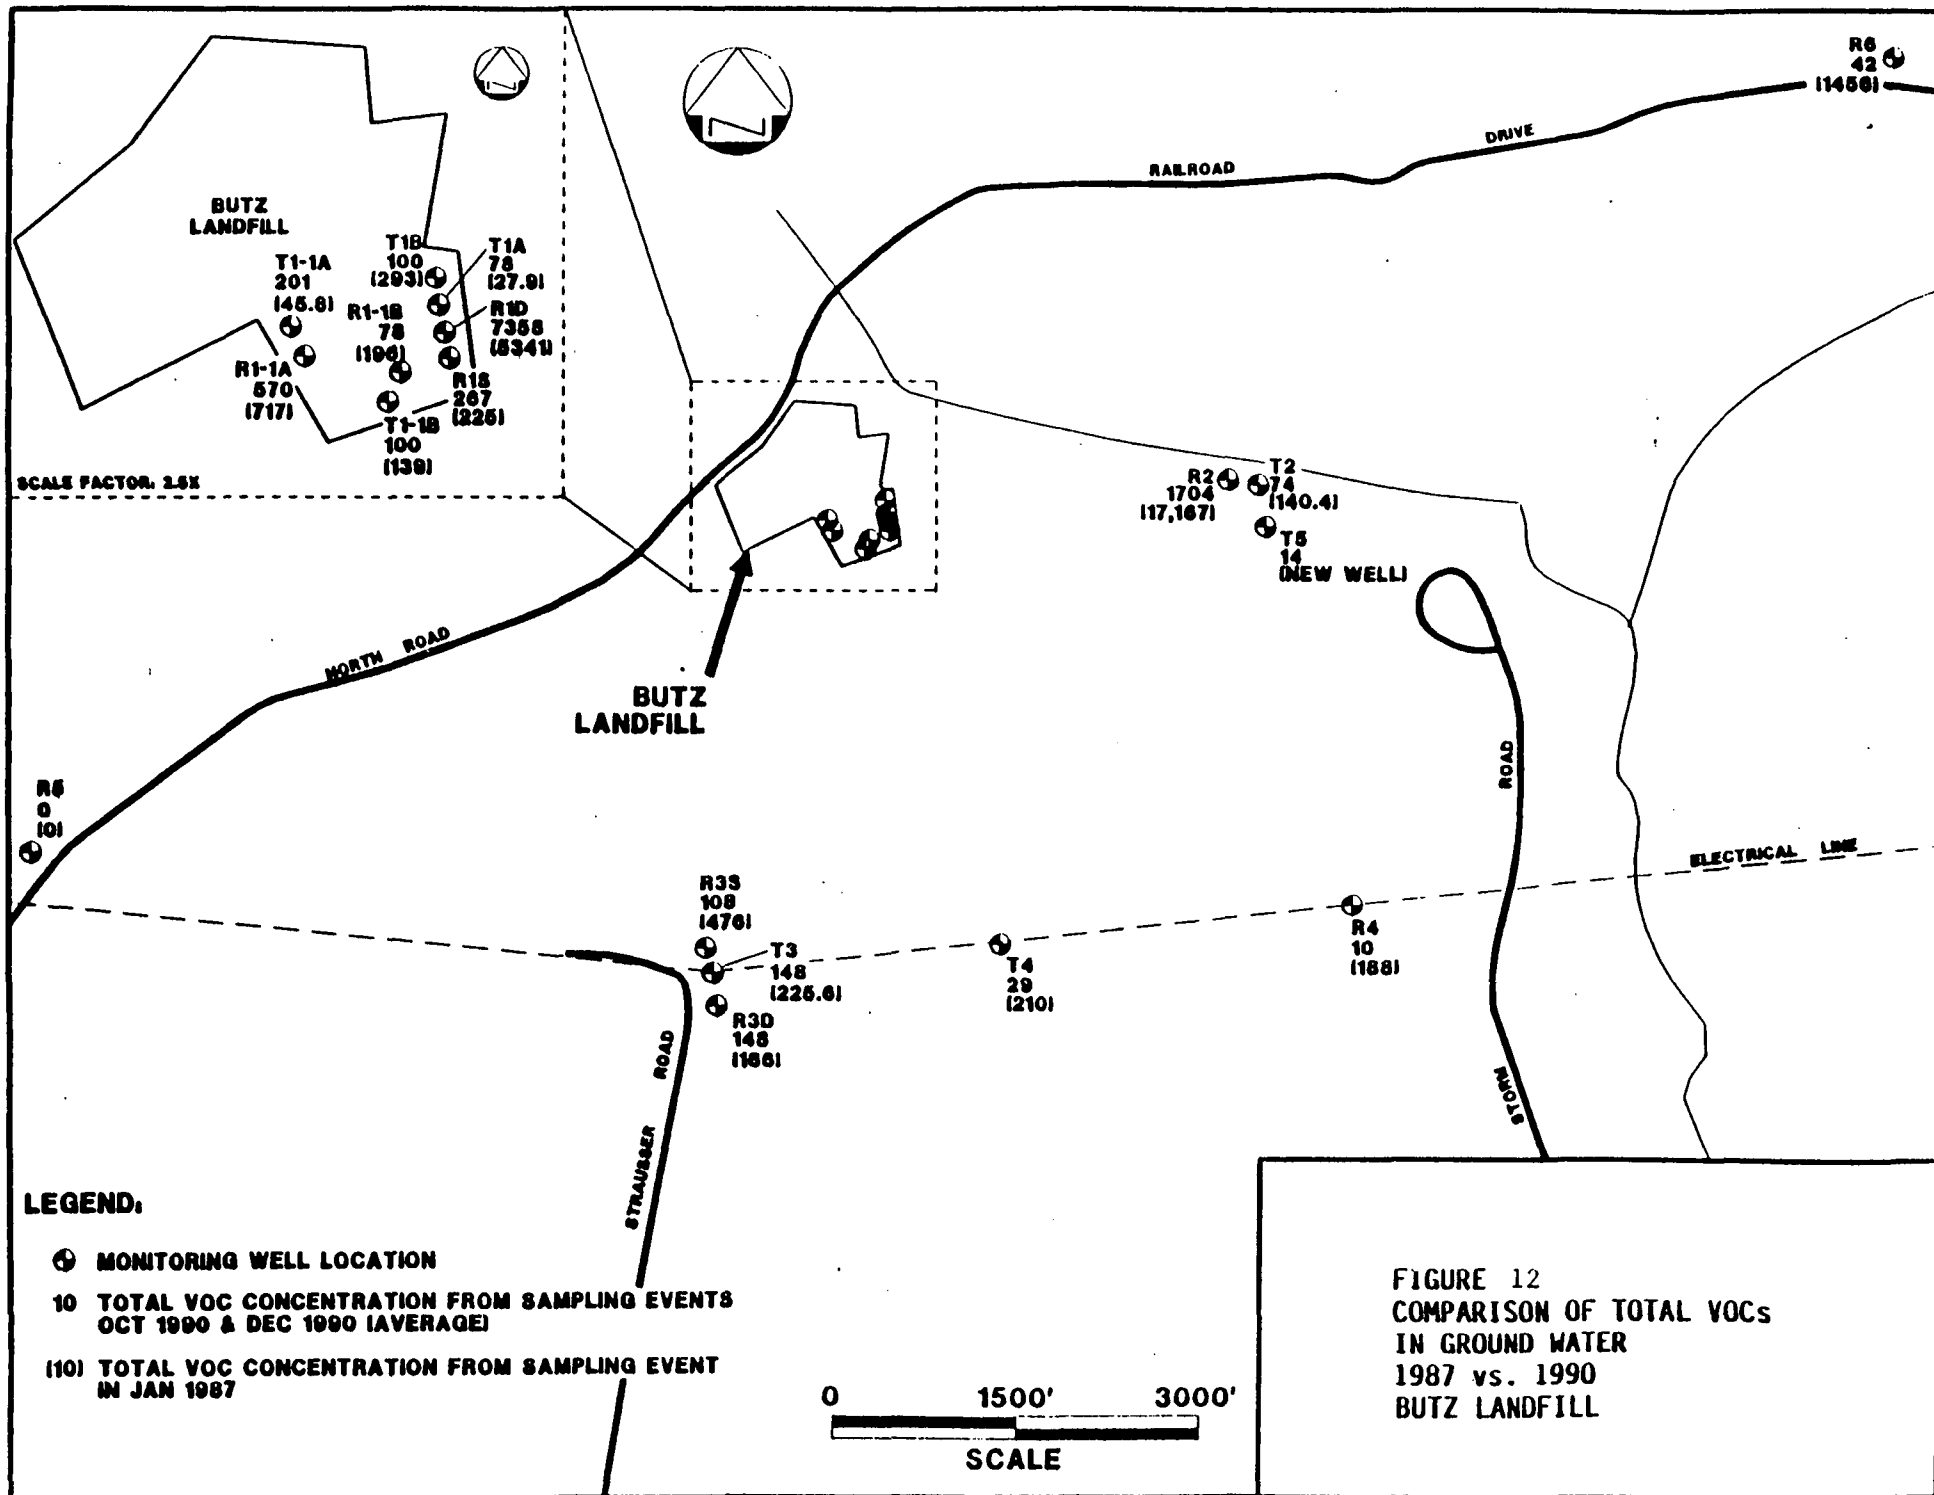 BUTZ
LANDFILL
T1-1A
201
(45.8)
R1-1A
570
(717)
R1-1B
78
(196)
T1B
100
(293)
T1A
78
(27.9)
R1D
7358
(5341)
R1S
267
(225)
T1-1B
100
(139)
SCALE FACTOR: 2.5X
N
N
R6
42
(1456)
RAILROAD DRIVE
R2
1704
(17,167)
T2
74
(140.4)
T5
14
(NEW WELL)
NORTH ROAD
BUTZ
LANDFILL
R5
0
(0)
STORM ROAD
ELECTRICAL LINE
R3S
108
(476)
T3
148
(225.6)
R3D
148
(166)
T4
29
(210)
R4
10
(188)
STRAUSSER ROAD
LEGEND:
MONITORING WELL LOCATION
10 TOTAL VOC CONCENTRATION FROM SAMPLING EVENTS
OCT 1990 & DEC 1990 (AVERAGE)
(10) TOTAL VOC CONCENTRATION FROM SAMPLING EVENT
IN JAN 1987
0 1500' 3000'
SCALE
FIGURE 12
COMPARISON OF TOTAL VOCs
IN GROUND WATER
1987 vs. 1990
BUTZ LANDFILL